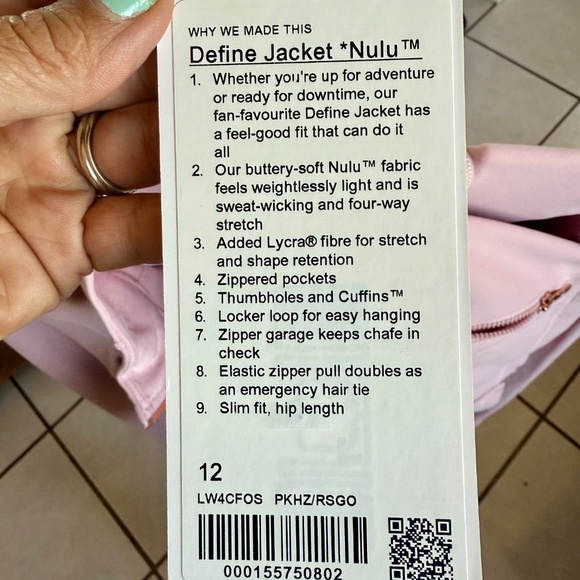 WHY WE MADE THIS
Define Jacket *Nulu™
1. Whether you're up for adventure
or ready for downtime, our
fan-favourite Define Jacket has
a feel-good fit that can do it
all
2. Our buttery-soft Nulu™ fabric
feels weightlessly light and is
sweat-wicking and four-way
stretch
3. Added Lycra® fibre for stretch
and shape retention
4. Zippered pockets
5. Thumbholes and Cuffins™
6. Locker loop for easy hanging
7. Zipper garage keeps chafe in
check
8. Elastic zipper pull doubles as
an emergency hair tie
9. Slim fit, hip length
12
LW4CFOS PKHZ/RSGO
000155750802